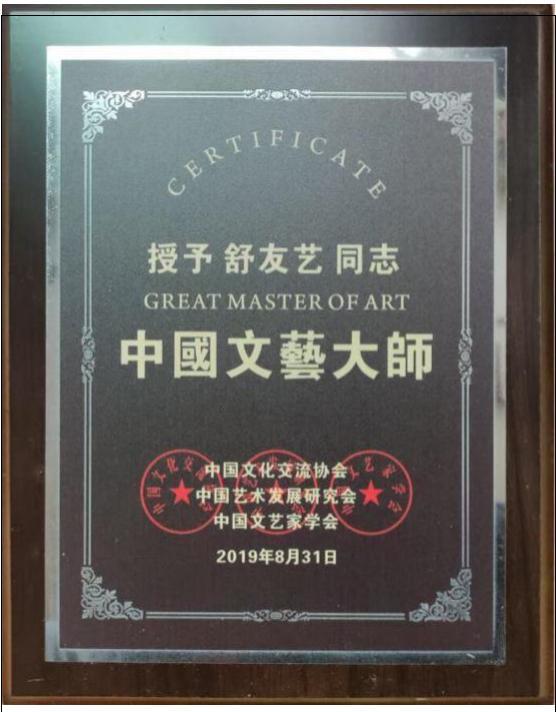 CERTIFICATE
授予 舒友艺 同志
GREAT MASTER OF ART
中國文藝大師
中国文化交流协会
中国艺术发展研究会
中国文艺家学会
2019年8月31日